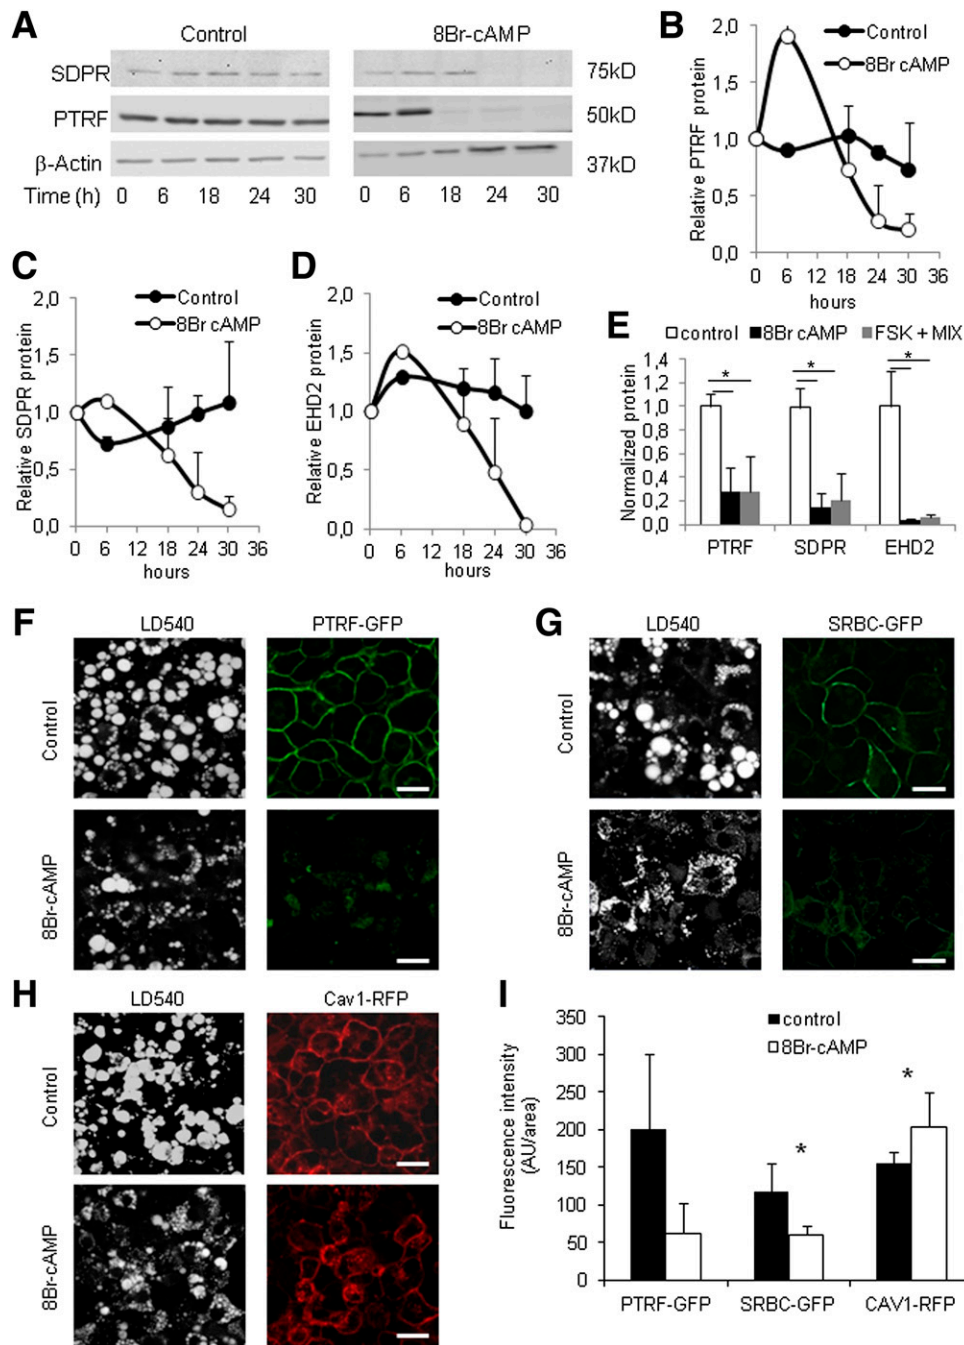 A
Control
8Br-cAMP
SDPR
75kD
PTRF
50kD
β-Actin
37kD
Time (h)
0 6 18 24 30
0 6 18 24 30
B
Control
8Br cAMP
Relative PTRF protein
2,0
1,5
1,0
0,5
0,0
0 6 12 18 24 30 36
hours
C
Control
8Br cAMP
Relative SDPR protein
2,0
1,5
1,0
0,5
0,0
0 6 12 18 24 30 36
hours
D
Control
8Br cAMP
Relative EHD2 protein
2,0
1,5
1,0
0,5
0,0
0 6 12 18 24 30 36
hours
E
control 8Br cAMP FSK + MIX
Normalized protein
1,4
1,2
1,0
0,8
0,6
0,4
0,2
0,0
* * *
PTRF SDPR EHD2
F
LD540 PTRF-GFP
Control
8Br-cAMP
G
LD540 SRBC-GFP
Control
8Br-cAMP
H
LD540 Cav1-RFP
Control
8Br-cAMP
I
control
8Br-cAMP
Fluorescence intensity
(AU/area)
350
300
250
200
150
100
50
0
* *
PTRF-GFP SRBC-GFP CAV1-RFP